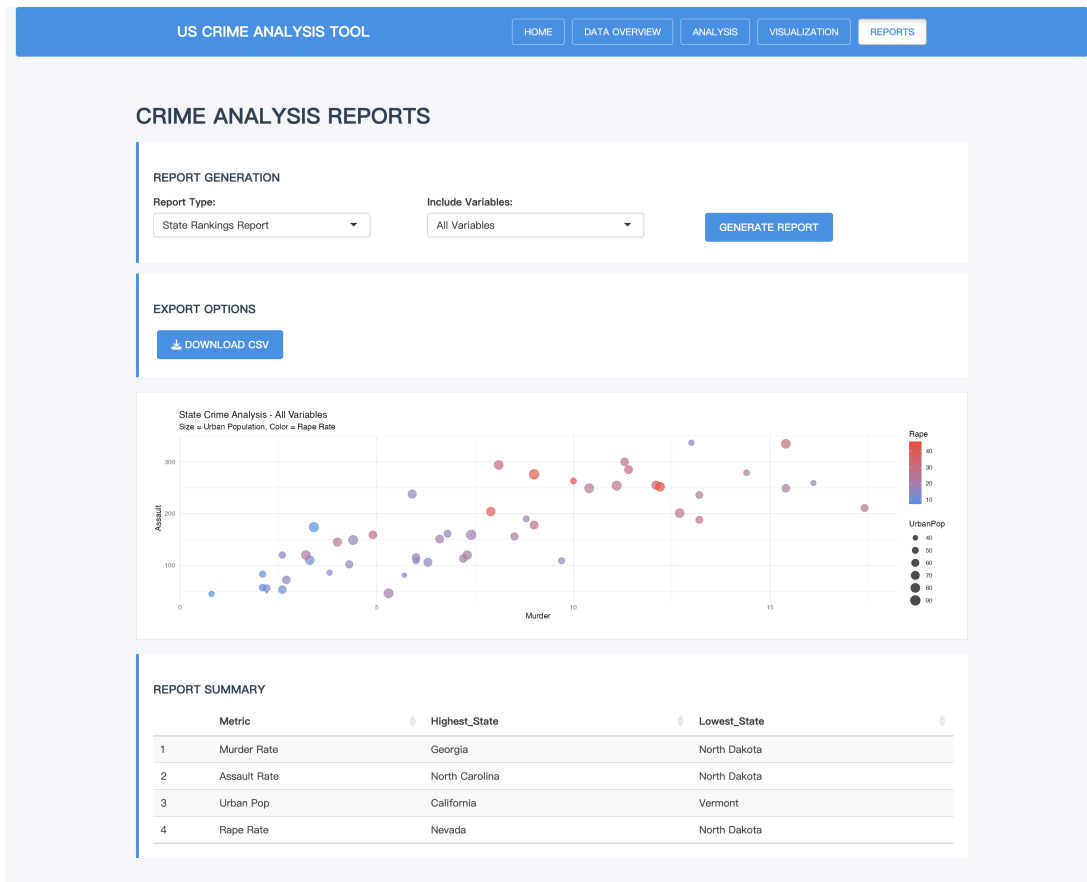 US CRIME ANALYSIS TOOL
HOME
DATA OVERVIEW
ANALYSIS
VISUALIZATION
REPORTS
CRIME ANALYSIS REPORTS
REPORT GENERATION
Report Type:
Include Variables:
State Rankings Report
All Variables
GENERATE REPORT
EXPORT OPTIONS
DOWNLOAD CSV
State Crime Analysis - All Variables
Size = Urban Population, Color = Rape Rate
Assault
300
200
100
0
5
10
15
Murder
Rape
40
30
20
10
UrbanPop
40
50
60
70
80
90
REPORT SUMMARY
Metric Highest_State Lowest_State
1 Murder Rate Georgia North Dakota
2 Assault Rate North Carolina North Dakota
3 Urban Pop California Vermont
4 Rape Rate Nevada North Dakota